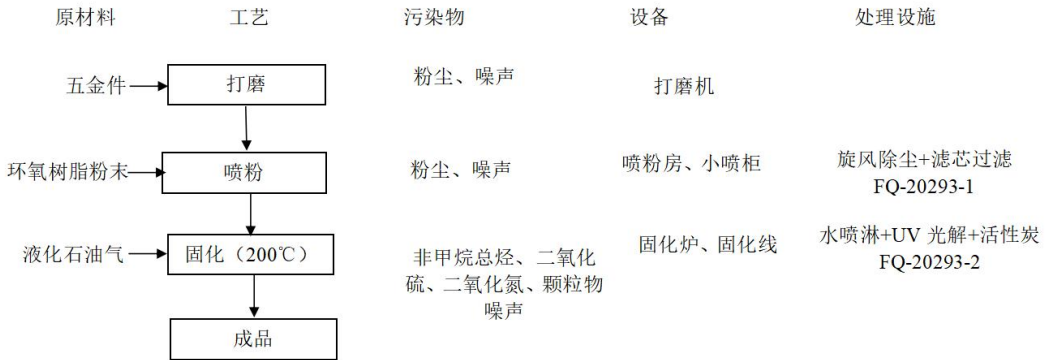 原材料 工艺 污染物 设备 处理设施
五金件 打磨 粉尘、噪声 打磨机
环氧树脂粉末 喷粉 粉尘、噪声 喷粉房、小喷柜 旋风除尘+滤芯过滤
FQ-20293-1
液化石油气 固化（200℃） 固化炉、固化线 水喷淋+UV 光解+活性炭
FQ-20293-2
非甲烷总烃、二氧化
硫、二氧化氮、颗粒物
噪声
成品